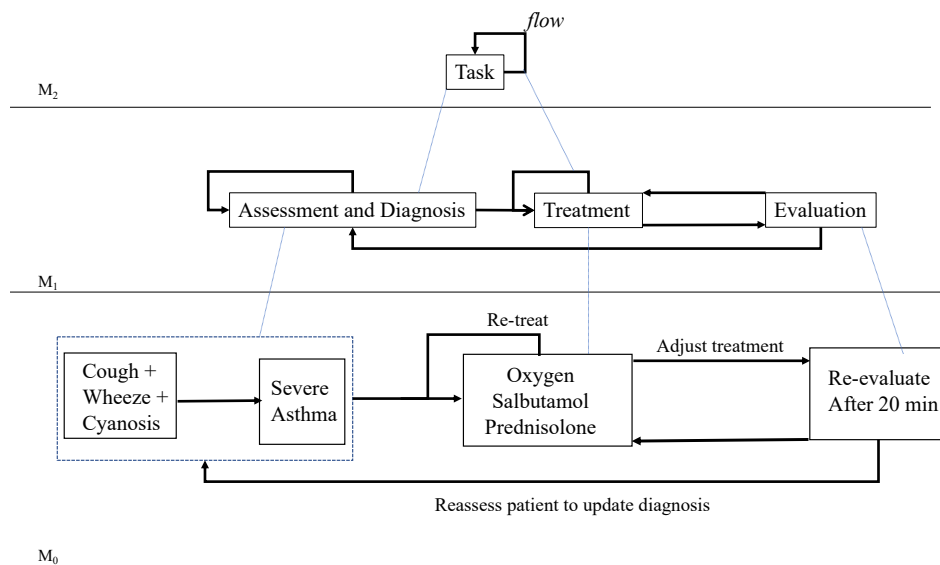 flow
Task
M₂
Assessment and Diagnosis
Treatment
Evaluation
M₁
Re-treat
Adjust treatment
Cough +
Wheeze +
Cyanosis
Severe
Asthma
Oxygen
Salbutamol
Prednisolone
Re-evaluate
After 20 min
Reassess patient to update diagnosis
M₀